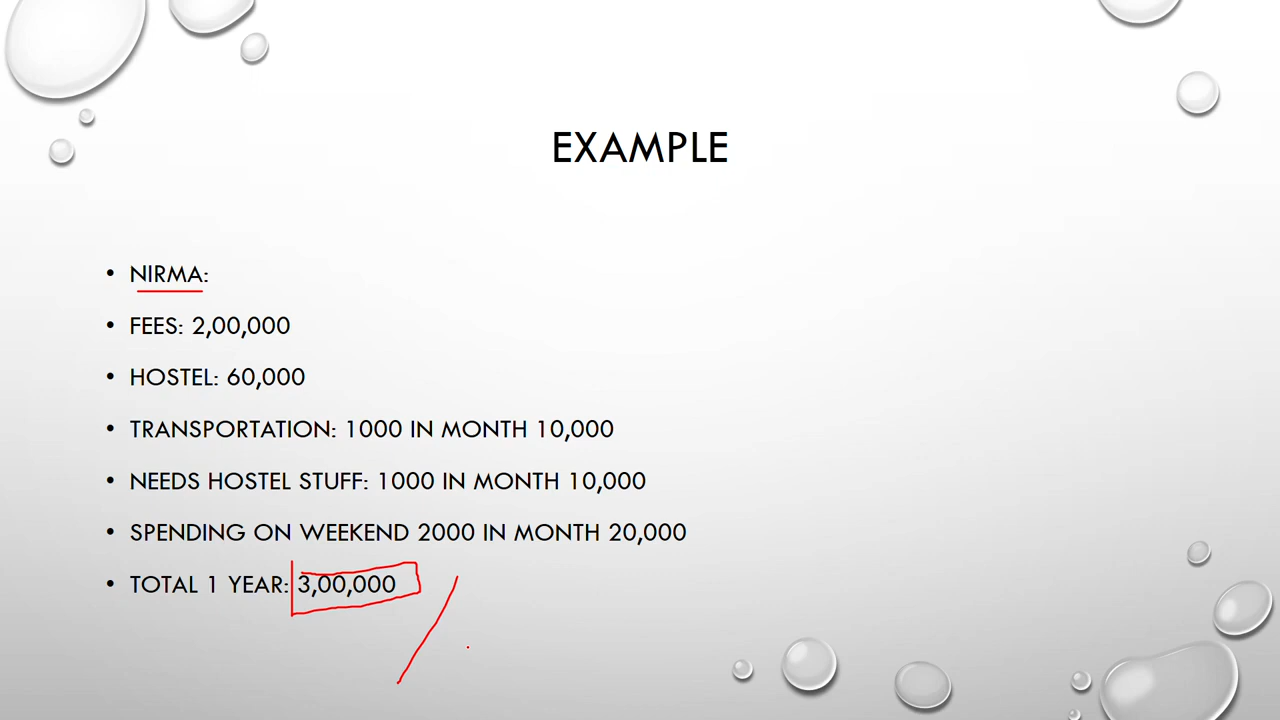 EXAMPLE
• NIRMA:
• FEES: 2,00,000
• HOSTEL: 60,000
• TRANSPORTATION: 1000 IN MONTH 10,000
• NEEDS HOSTEL STUFF: 1000 IN MONTH 10,000
• SPENDING ON WEEKEND 2000 IN MONTH 20,000
• TOTAL 1 YEAR: 3,00,000